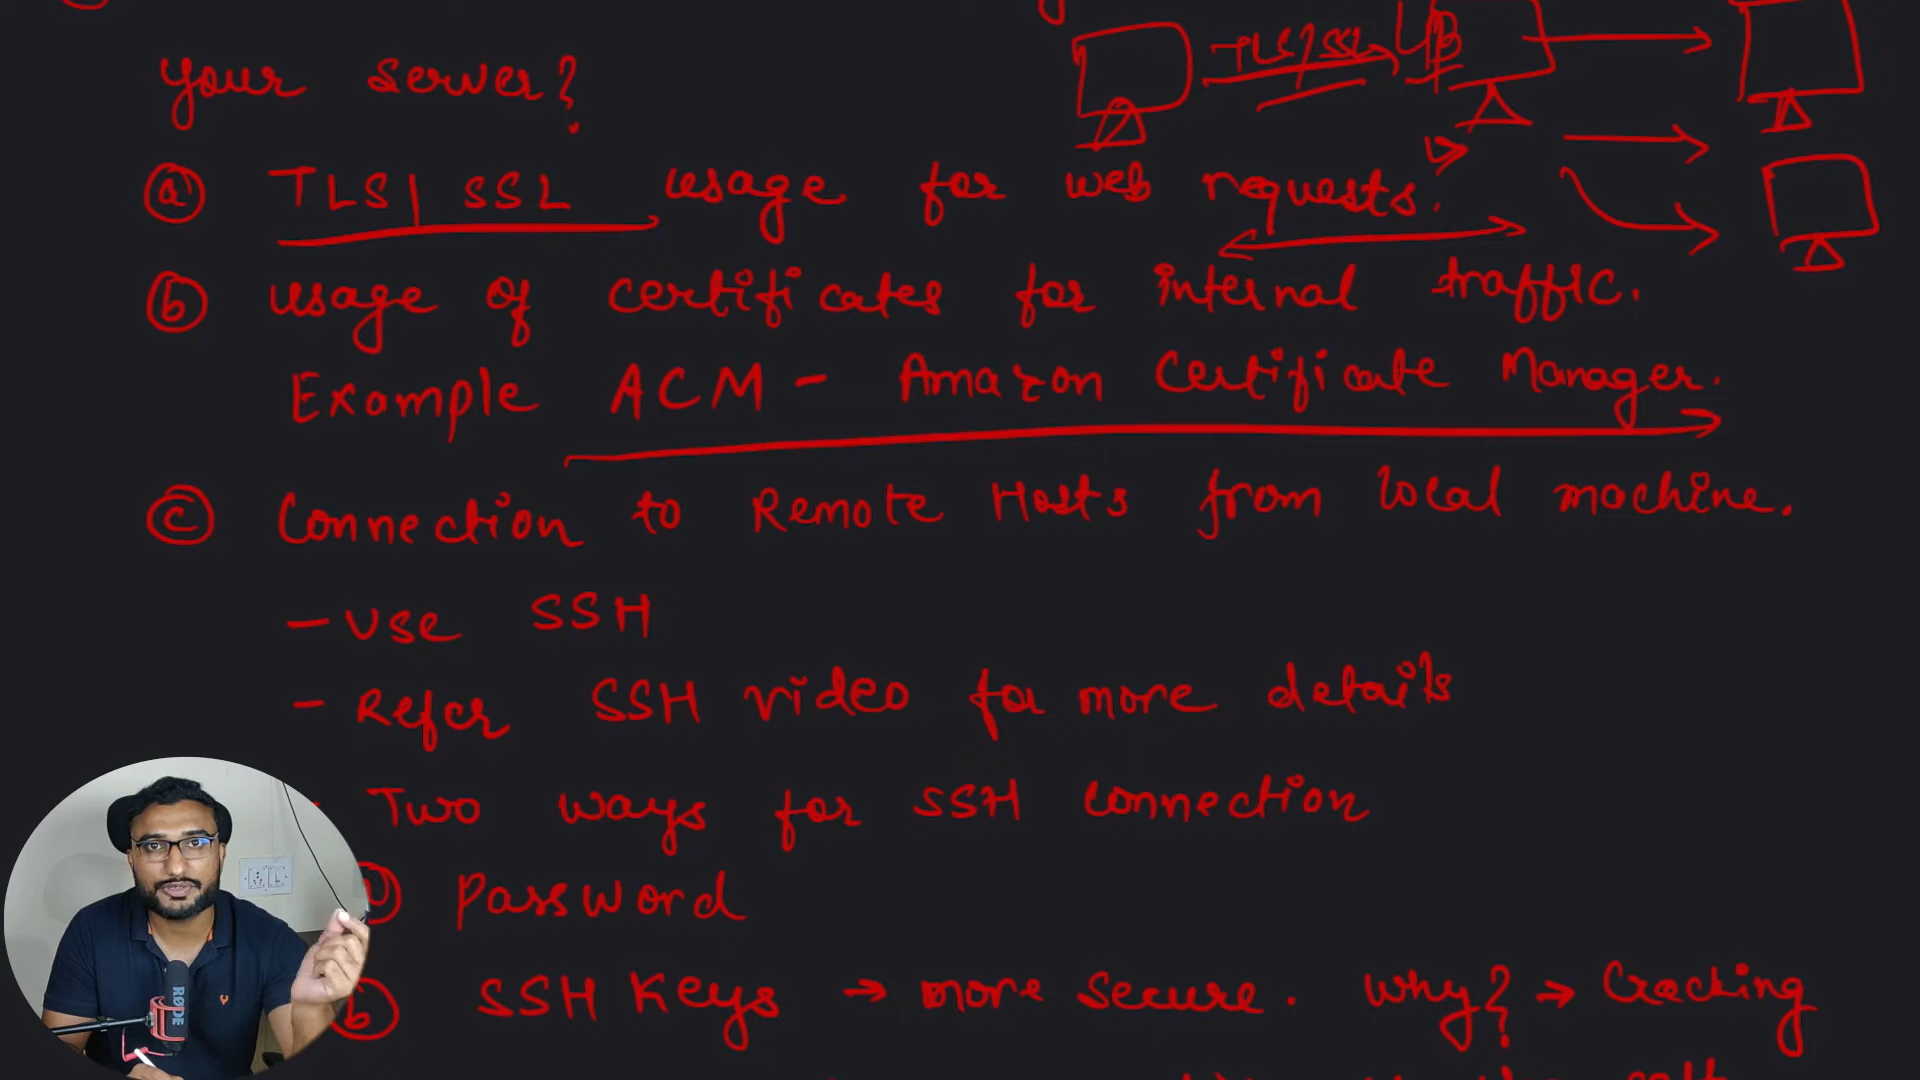 your server?
TLS/SSL LB
a TLS | SSL usage for web requests.
b usage of certificates for internal traffic.
Example ACM - Amazon Certificate Manager.
c Connection to Remote Hosts from local machine.
- Use SSH
- Refer SSH video for more details
- Two ways for SSH connection
Password
b SSH Keys → more secure. Why? → Cracking
RØDE